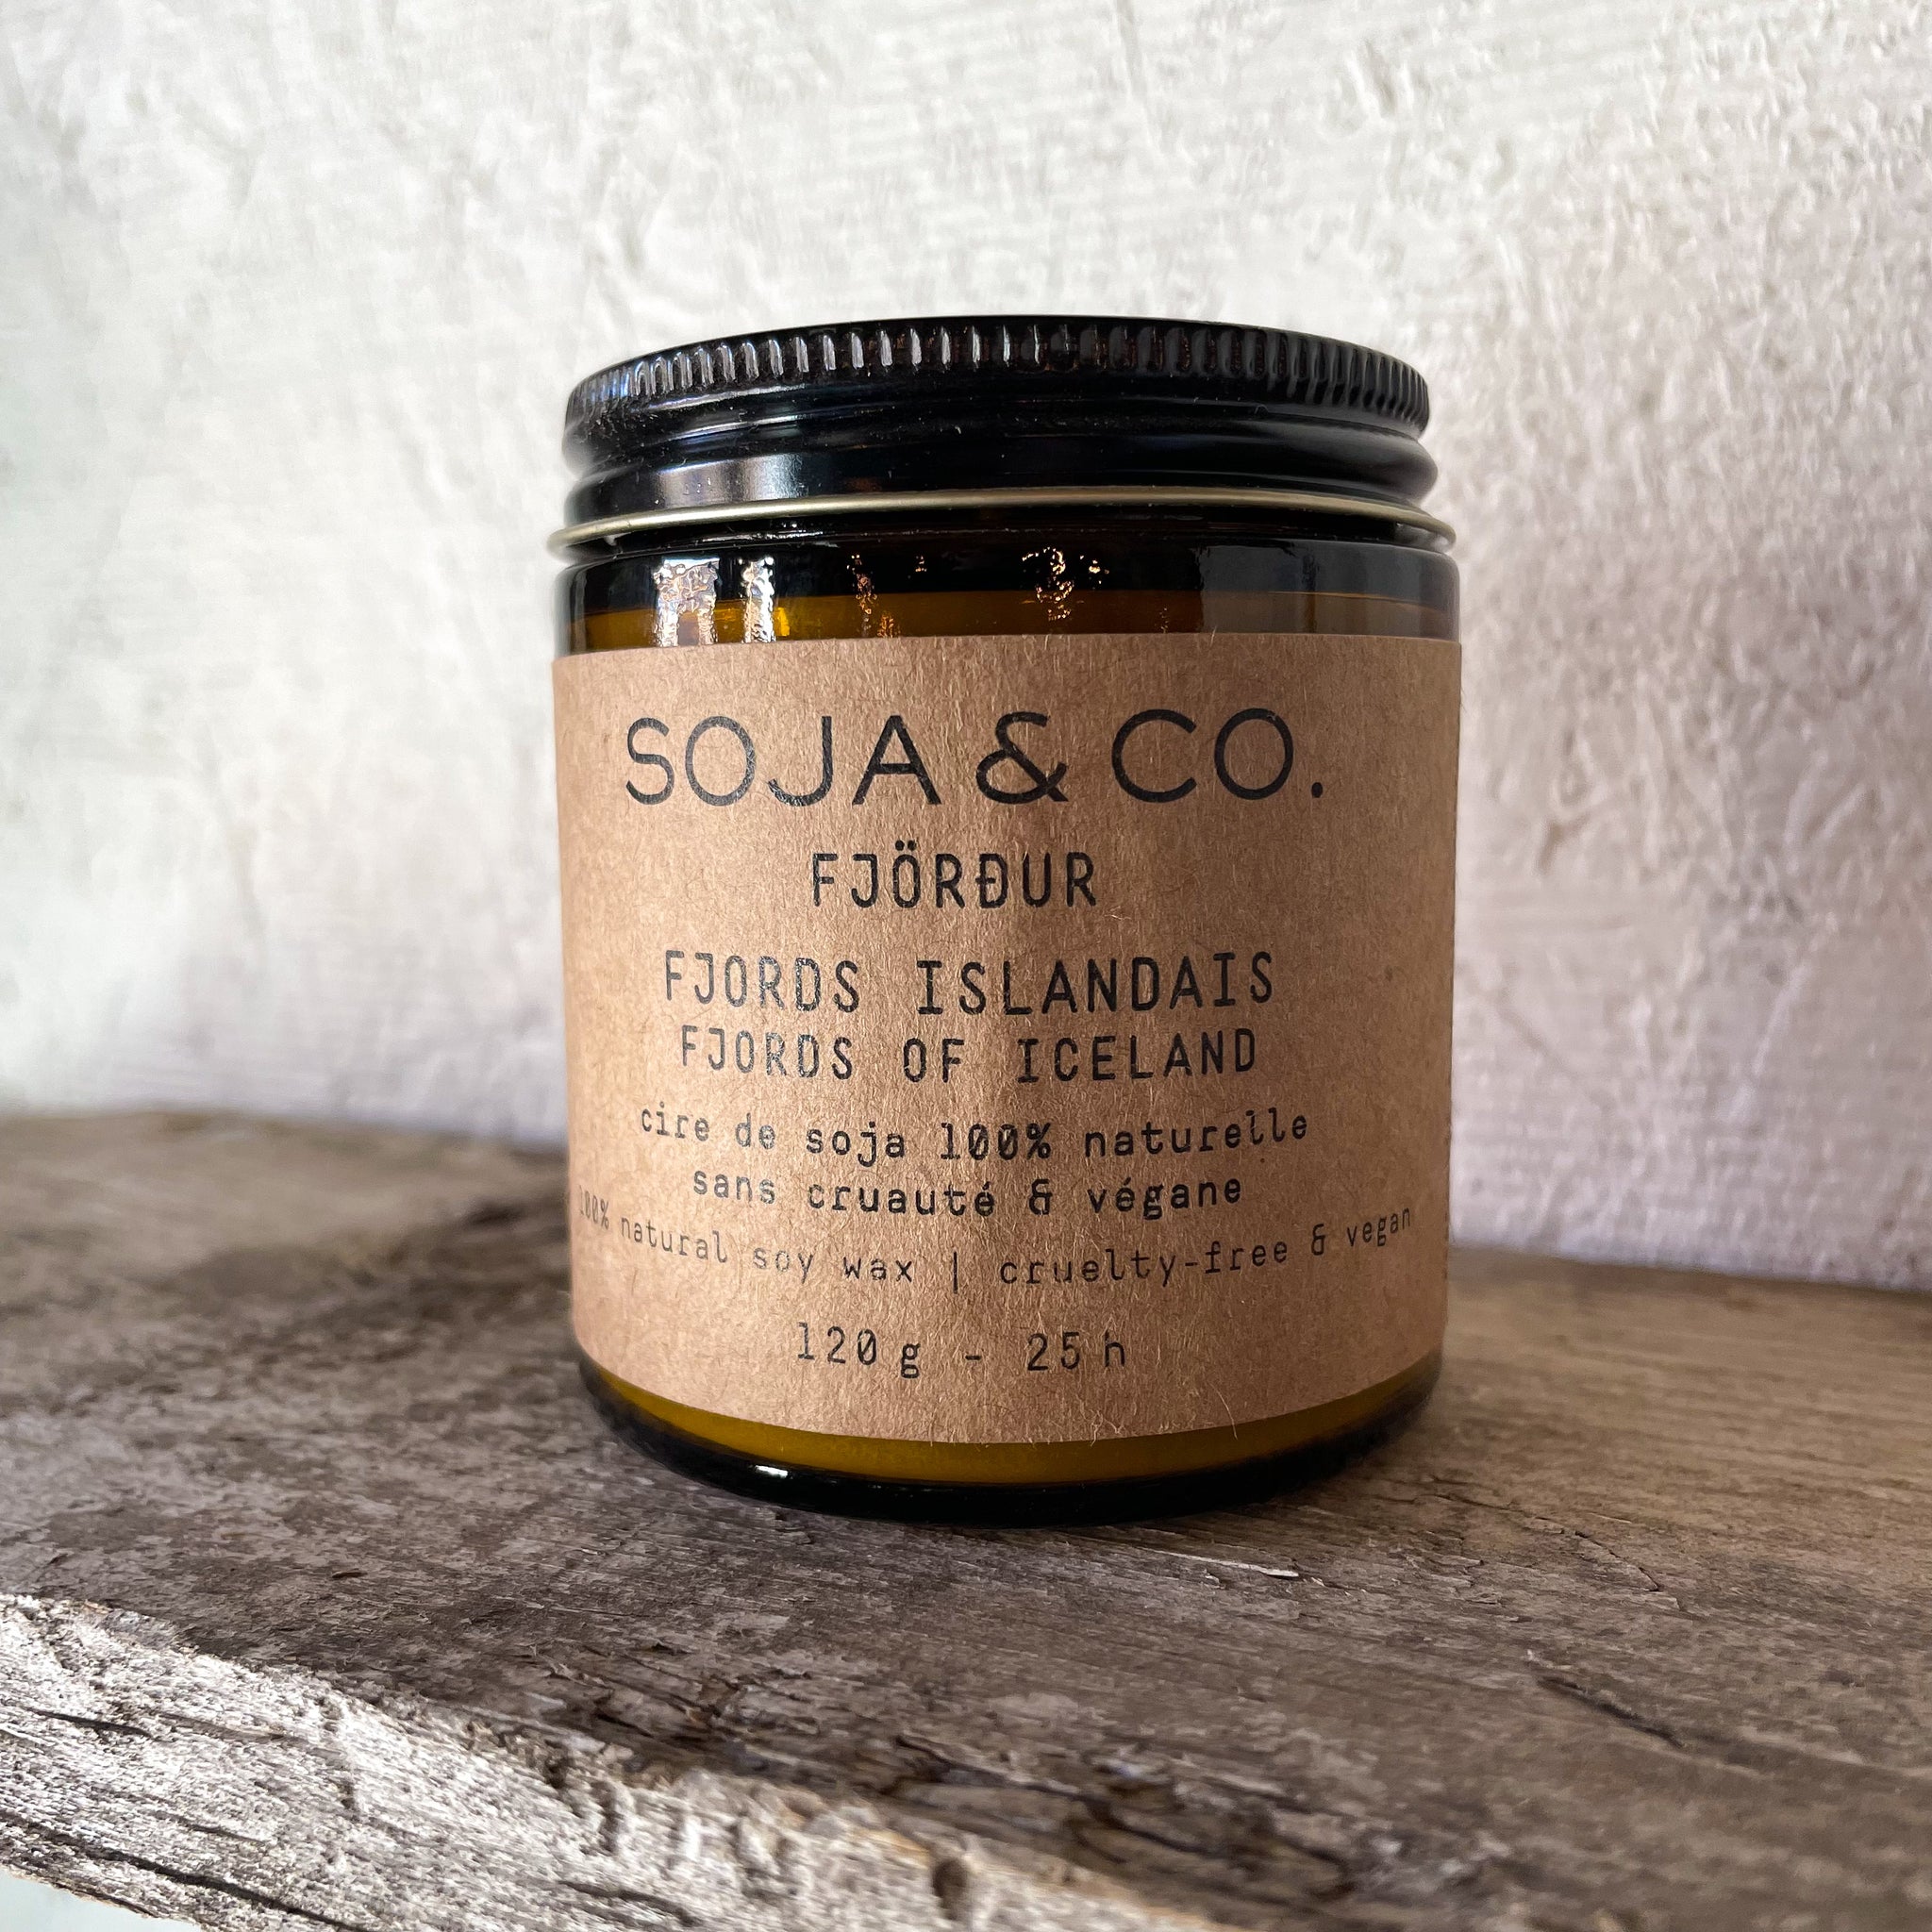 SOJA & CO.
FJÖRÐUR
FJORDS ISLANDAIS
FJORDS OF ICELAND
cire de soja 100% naturelle
sans cruauté & végane
100% natural soy wax | cruelty-free & vegan
120 g - 25 h